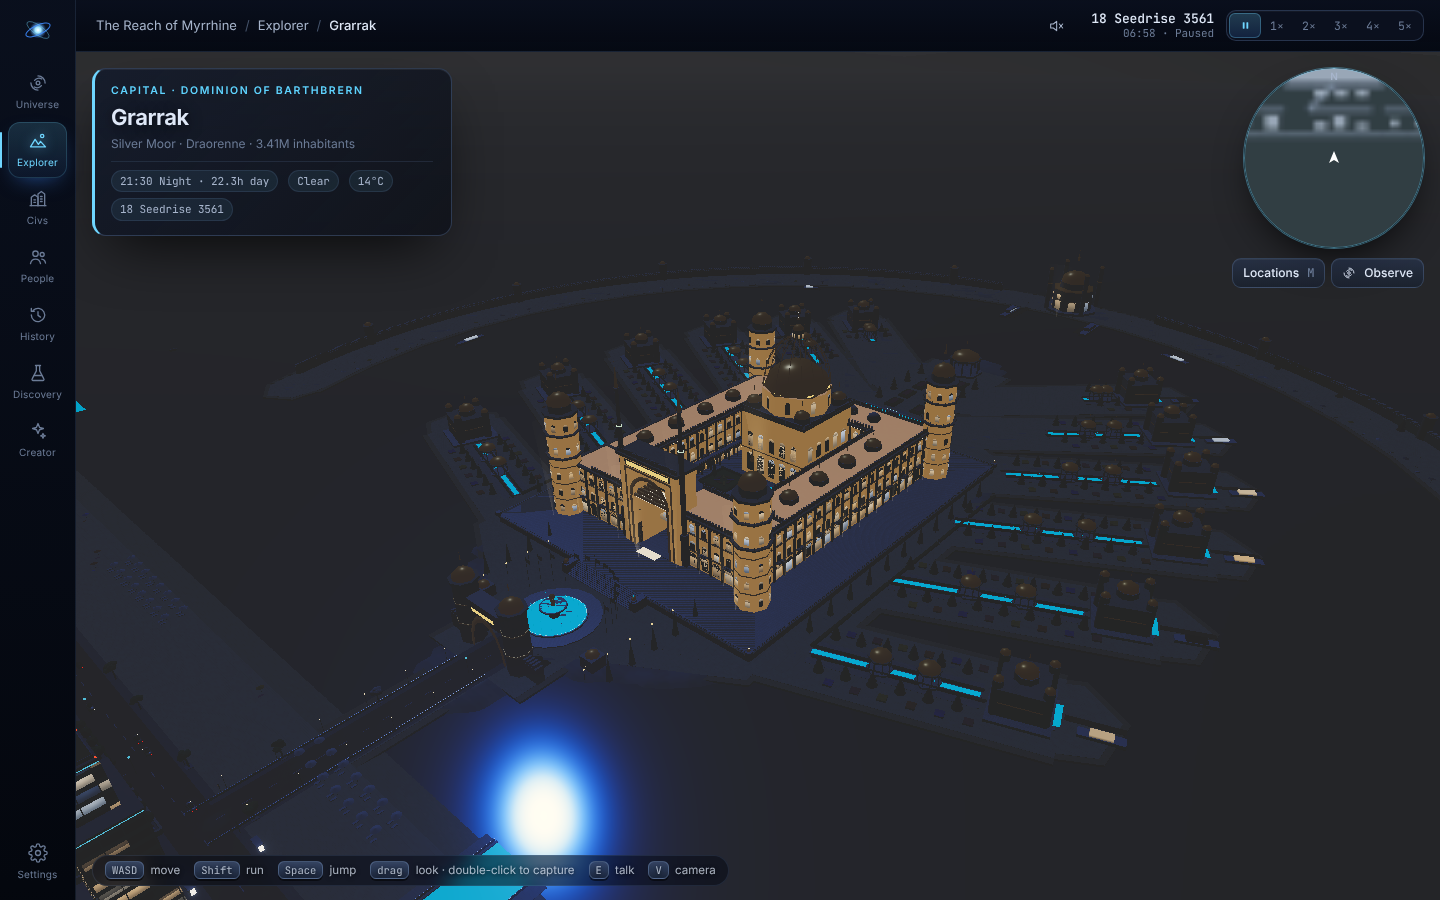 The Reach of Myrrhine / Explorer / Grarrak
18 Seedrise 3561
06:58 · Paused
1×
2×
3×
4×
5×
Universe
Explorer
Civs
People
History
Discovery
Creator
Settings
CAPITAL · DOMINION OF BARTHBRERN
Grarrak
Silver Moor · Draorenne · 3.41M inhabitants
21:30 Night · 22.3h day
Clear
14°C
18 Seedrise 3561
N
Locations M
Observe
WASD move
Shift run
Space jump
drag look · double-click to capture
E talk
V camera